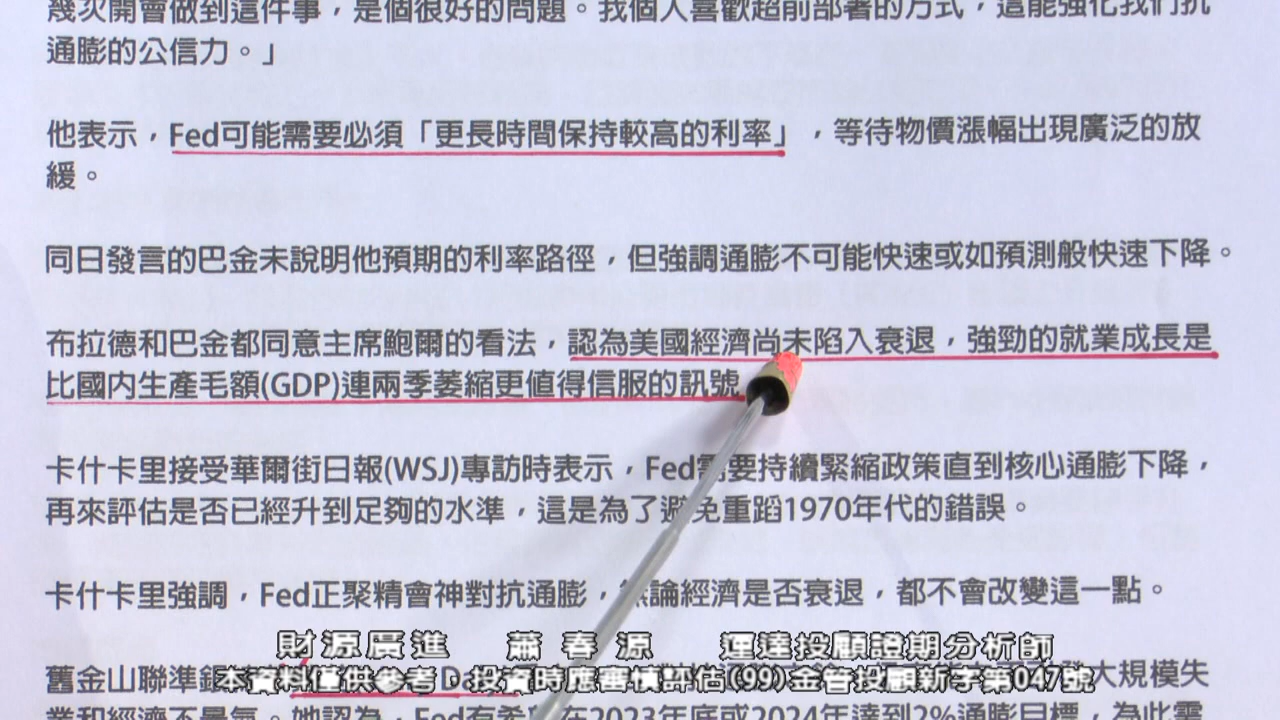 幾次開會做到這件事，是個很好的問題。我個人喜歡超前部署的方式，這能強化我們抗
通膨的公信力。」
他表示，Fed可能需要必須「更長時間保持較高的利率」，等待物價漲幅出現廣泛的放
緩。
同日發言的巴金未說明他預期的利率路徑，但強調通膨不可能快速或如預測般快速下降。
布拉德和巴金都同意主席鮑爾的看法，認為美國經濟尚未陷入衰退，強勁的就業成長是
比國內生產毛額(GDP)連兩季萎縮更值得信服的訊號
卡什卡里接受華爾街日報(WSJ)專訪時表示，Fed需要持續緊縮政策直到核心通膨下降，
再來評估是否已經升到足夠的水準，這是為了避免重蹈1970年代的錯誤。
卡什卡里強調，Fed正聚精會神對抗通膨，無論經濟是否衰退，都不會改變這一點。
財源廣進 蕭春源 運達投顧證期分析師
舊金山聯準銀 大規模失
本資料僅供參考，投資時應審慎評估(99)金管投顧新字第047號
業和經濟不景氣。她認為，Fed有希望在2023年底或2024年達到2%通膨目標，為此需